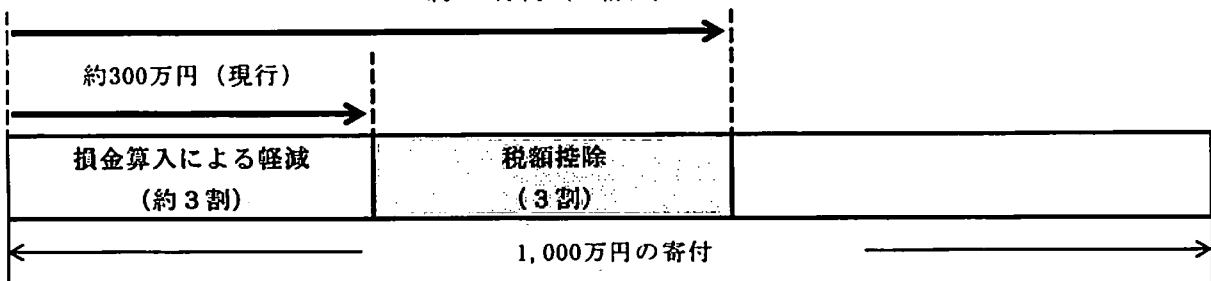 約300万円（現行）
損金算入による軽減
（約３割）
税額控除
（３割）
1,000万円の寄付